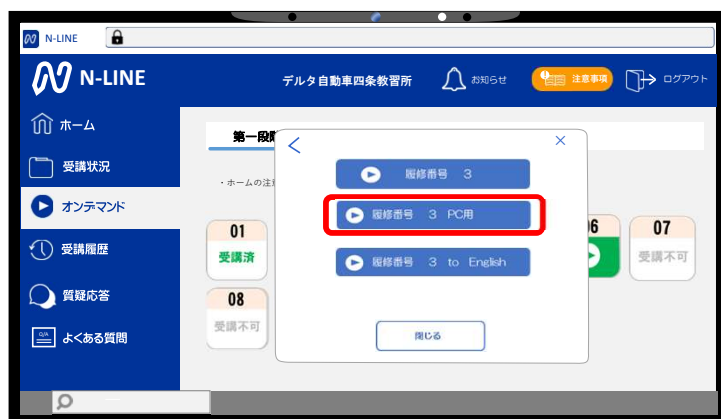 N-LINE
N-LINE
デルタ自動車四条教習所
お知らせ
注意事項
ログアウト
ホーム
受講状況
オンデマンド
受講履歴
質疑応答
よくある質問
Q/A
第一段階
・ホームの注意
01
受講済
08
受講不可
履修番号 3
履修番号 3 PC用
履修番号 3 to English
閉じる
6
07
受講不可